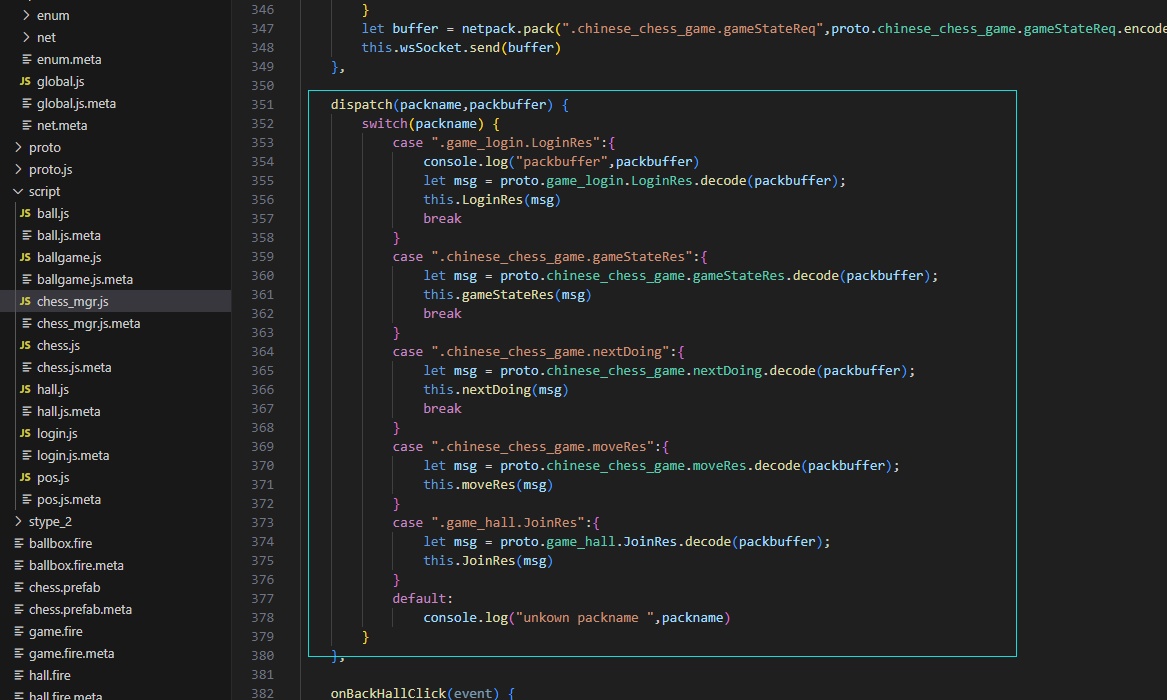 enum
net
enum.meta
JS global.js
global.js.meta
net.meta
proto
proto.js
script
JS ball.js
ball.js.meta
JS ballgame.js
ballgame.js.meta
JS chess_mgr.js
chess_mgr.js.meta
JS chess.js
chess.js.meta
JS hall.js
hall.js.meta
JS login.js
login.js.meta
JS pos.js
pos.js.meta
stype_2
ballbox.fire
ballbox.fire.meta
chess.prefab
chess.prefab.meta
game.fire
game.fire.meta
hall.fire
hall.fire.meta
346 }
347 let buffer = netpack.pack(".chinese_chess_game.gameStateReq",proto.chinese_chess_game.gameStateReq.encode
348 this.wsSocket.send(buffer)
349 },
350
351 dispatch(packname,packbuffer) {
352 switch(packname) {
353 case ".game_login.LoginRes":{
354 console.log("packbuffer",packbuffer)
355 let msg = proto.game_login.LoginRes.decode(packbuffer);
356 this.LoginRes(msg)
357 break
358 }
359 case ".chinese_chess_game.gameStateRes":{
360 let msg = proto.chinese_chess_game.gameStateRes.decode(packbuffer);
361 this.gameStateRes(msg)
362 break
363 }
364 case ".chinese_chess_game.nextDoing":{
365 let msg = proto.chinese_chess_game.nextDoing.decode(packbuffer);
366 this.nextDoing(msg)
367 break
368 }
369 case ".chinese_chess_game.moveRes":{
370 let msg = proto.chinese_chess_game.moveRes.decode(packbuffer);
371 this.moveRes(msg)
372 }
373 case ".game_hall.JoinRes":{
374 let msg = proto.game_hall.JoinRes.decode(packbuffer);
375 this.JoinRes(msg)
376 }
377 default:
378 console.log("unkown packname ",packname)
379 }
380 },
381
382 onBackHallClick(event) {